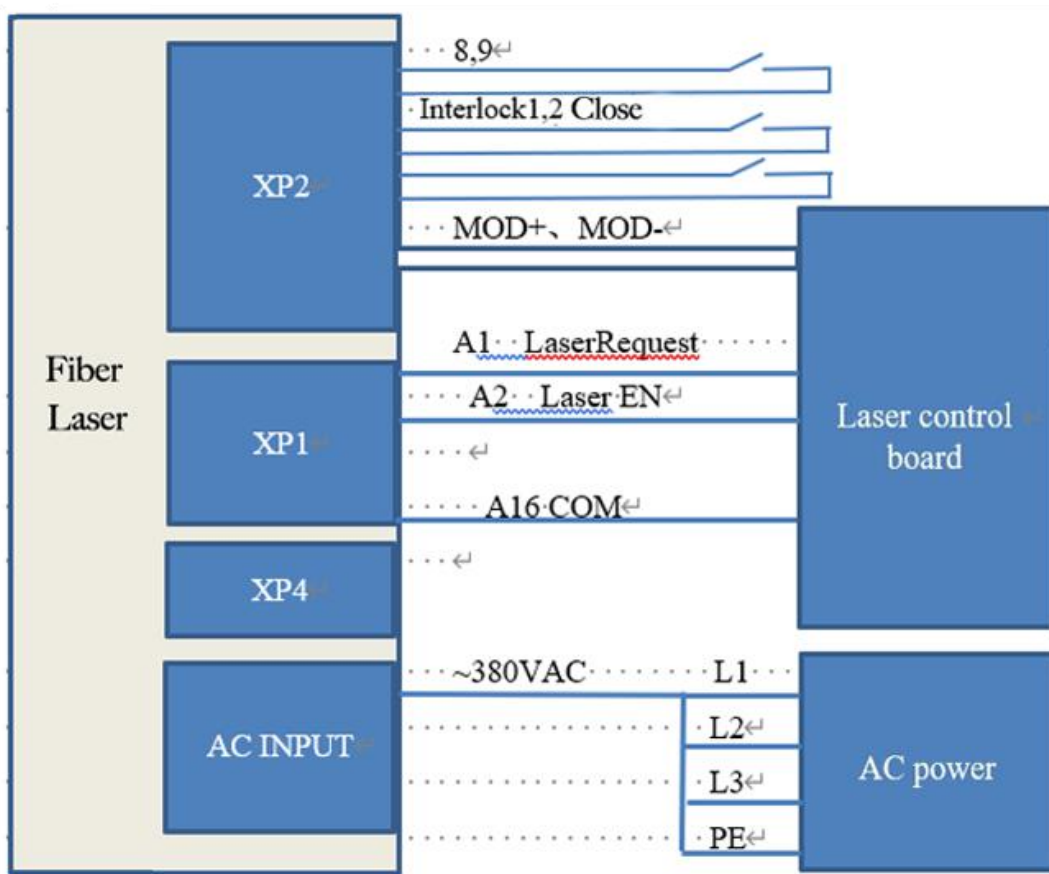 8,9
Interlock1,2 Close
XP2
MOD+、MOD-
A1 LaserRequest
Fiber
Laser
A2 Laser EN
Laser control
board
XP1
A16 COM
XP4
~380VAC L1
L2
AC INPUT
AC power
L3
PE